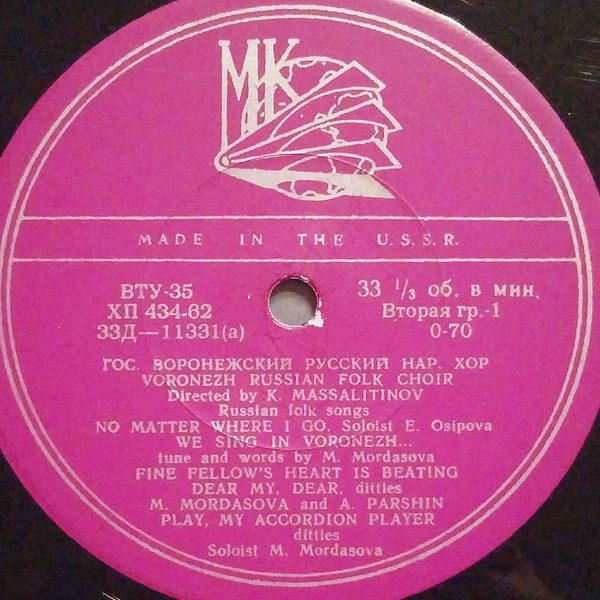 MK
MADE IN THE U.S.S.R.
ВТУ-35
ХП 434-62
33Д—11331(а)
33 1/3 об. в мин.
Вторая гр.-1
0-70
ГОС. ВОРОНЕЖСКИЙ РУССКИЙ НАР. ХОР
VORONEZH RUSSIAN FOLK CHOIR
Directed by K. MASSALITINOV
Russian folk songs
NO MATTER WHERE I GO. Soloist E. Osipova
WE SING IN VORONEZH...
tune and words by M. Mordasova
FINE FELLOW'S HEART IS BEATING
DEAR MY, DEAR, ditties
M. MORDASOVA and A. PARSHIN
PLAY, MY ACCORDION PLAYER
ditties
Soloist M. Mordasova